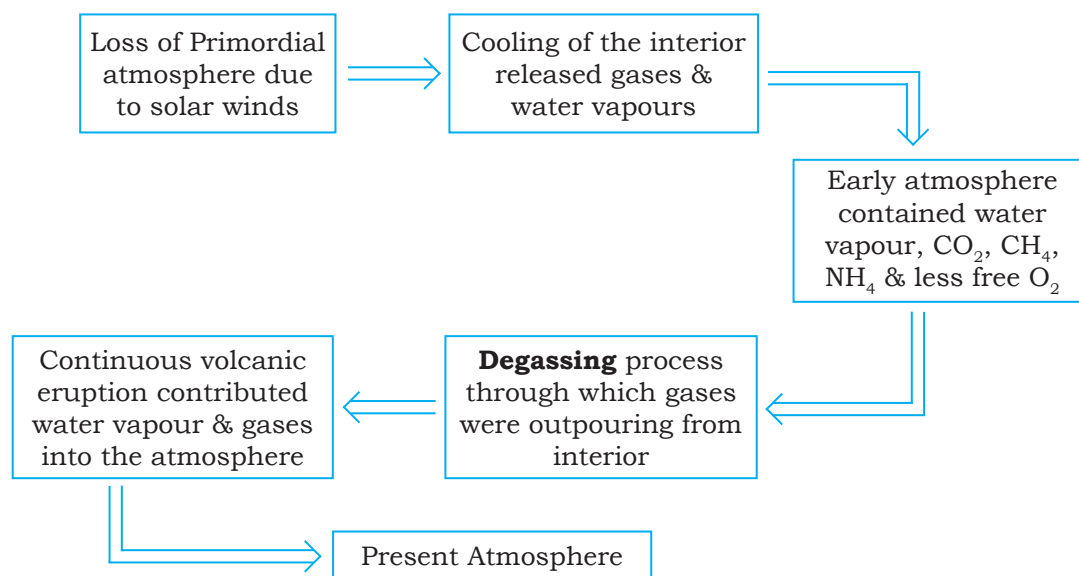 Loss of Primordial
atmosphere due
to solar winds
Cooling of the interior
released gases &
water vapours
Early atmosphere
contained water
vapour, CO₂, CH₄,
NH₄ & less free O₂
Degassing process
through which gases
were outpouring from
interior
Continuous volcanic
eruption contributed
water vapour & gases
into the atmosphere
Present Atmosphere